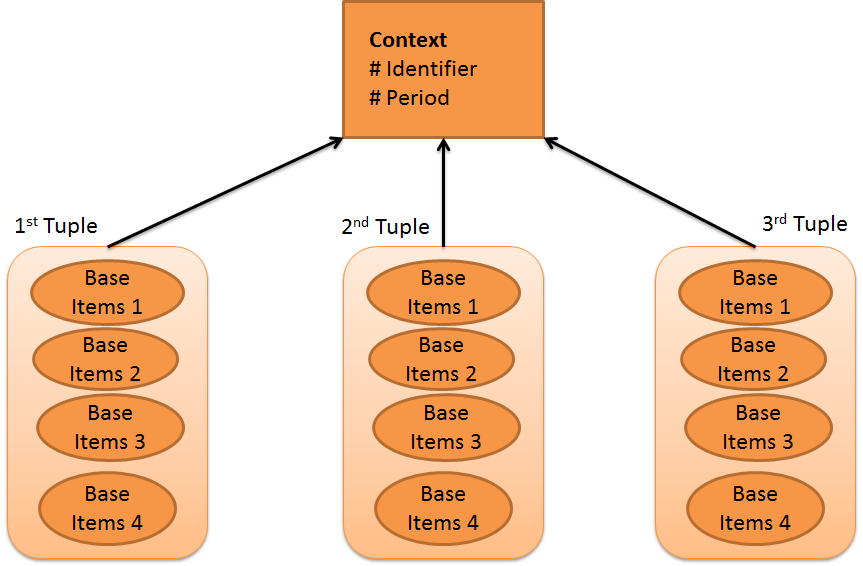 Context
# Identifier
# Period
1st Tuple
2nd Tuple
3rd Tuple
Base
Items 1
Base
Items 2
Base
Items 3
Base
Items 4
Base
Items 1
Base
Items 2
Base
Items 3
Base
Items 4
Base
Items 1
Base
Items 2
Base
Items 3
Base
Items 4